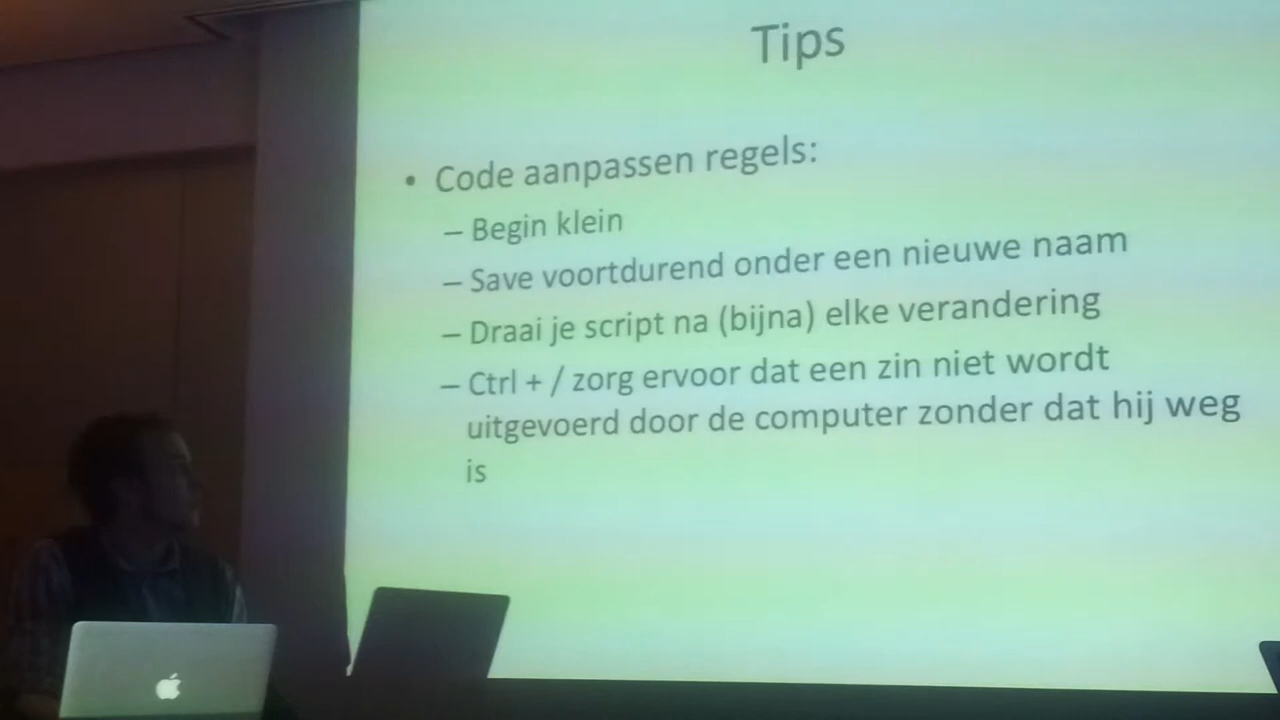 Tips
• Code aanpassen regels:
– Begin klein
– Save voortdurend onder een nieuwe naam
– Draai je script na (bijna) elke verandering
– Ctrl + / zorg ervoor dat een zin niet wordt
uitgevoerd door de computer zonder dat hij weg
is